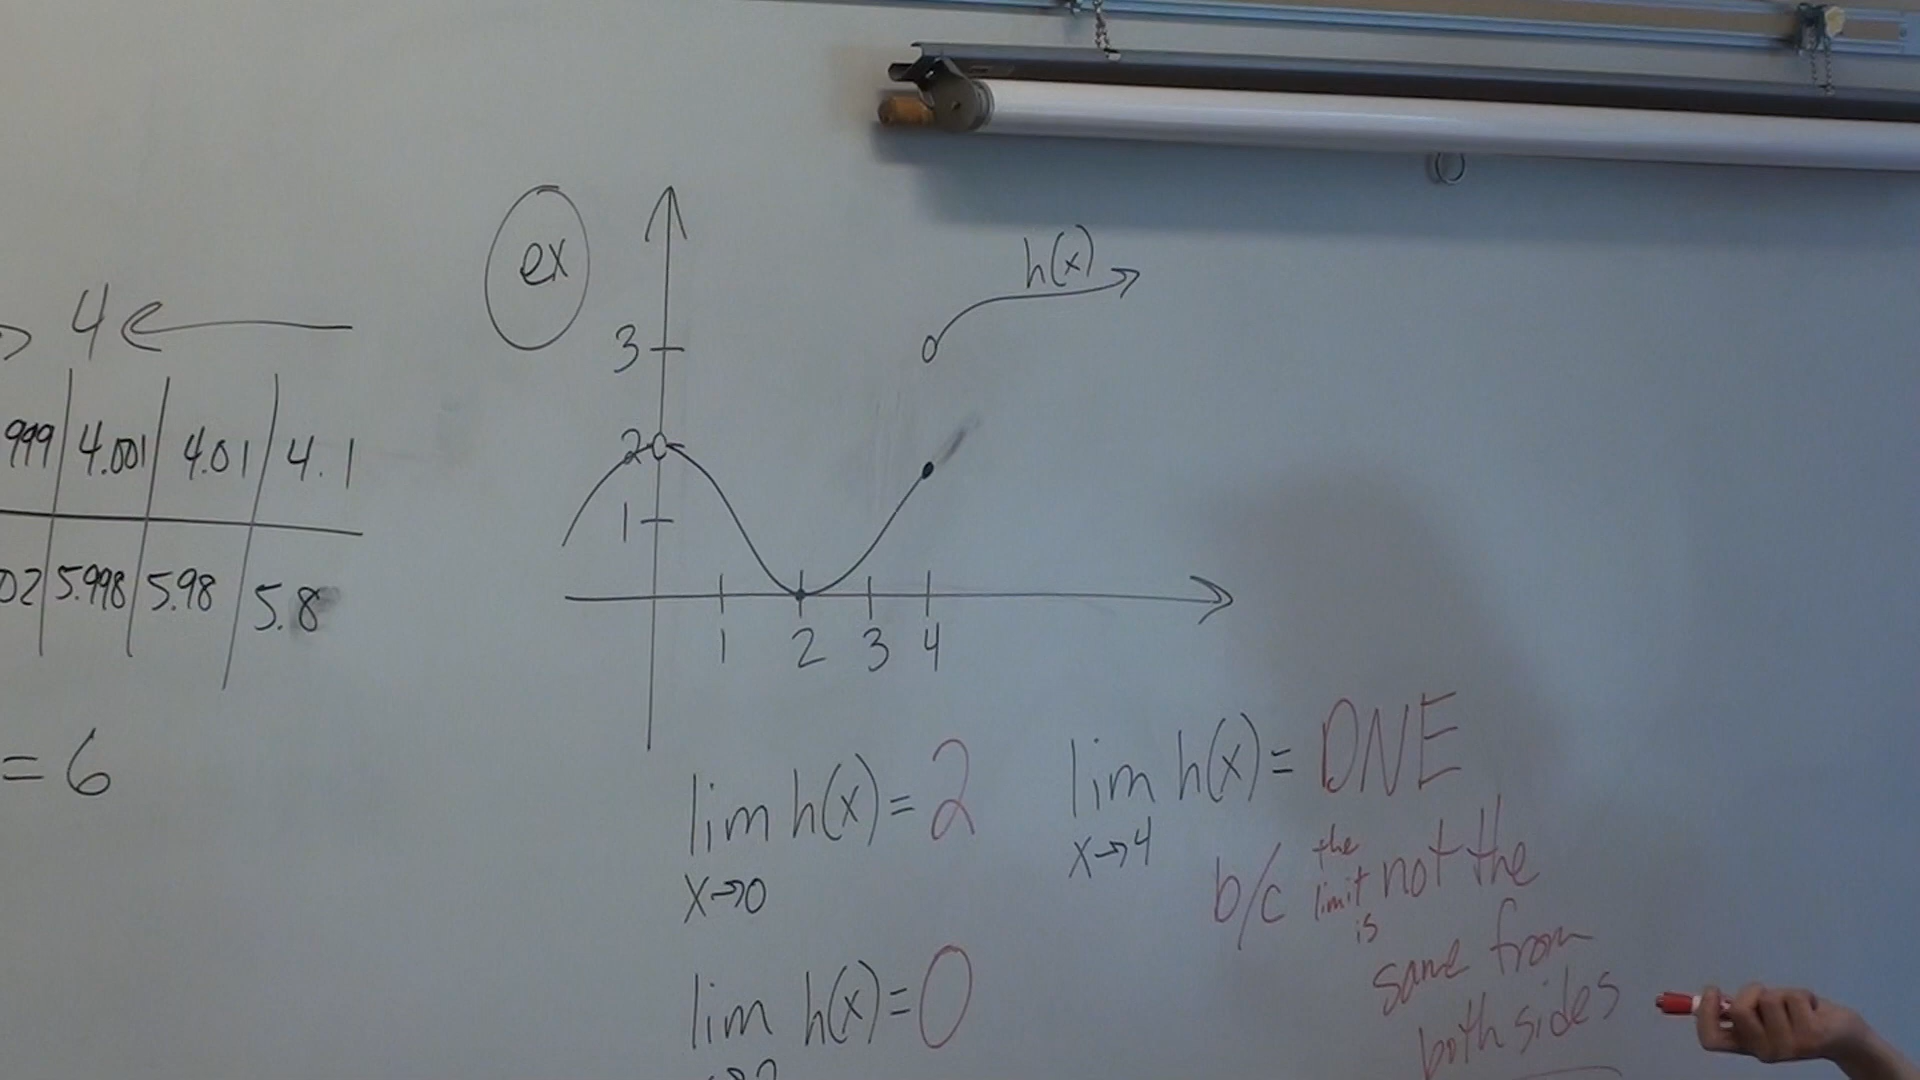 4
999 4.001 4.01 4.1
02 5.998 5.98 5.8
= 6
ex
h(x)
3
2
1
1 2 3 4
lim h(x) = 2
x→0
lim h(x) = 0
lim h(x) = DNE
x→4
b/c the limit is not the
same from
both sides